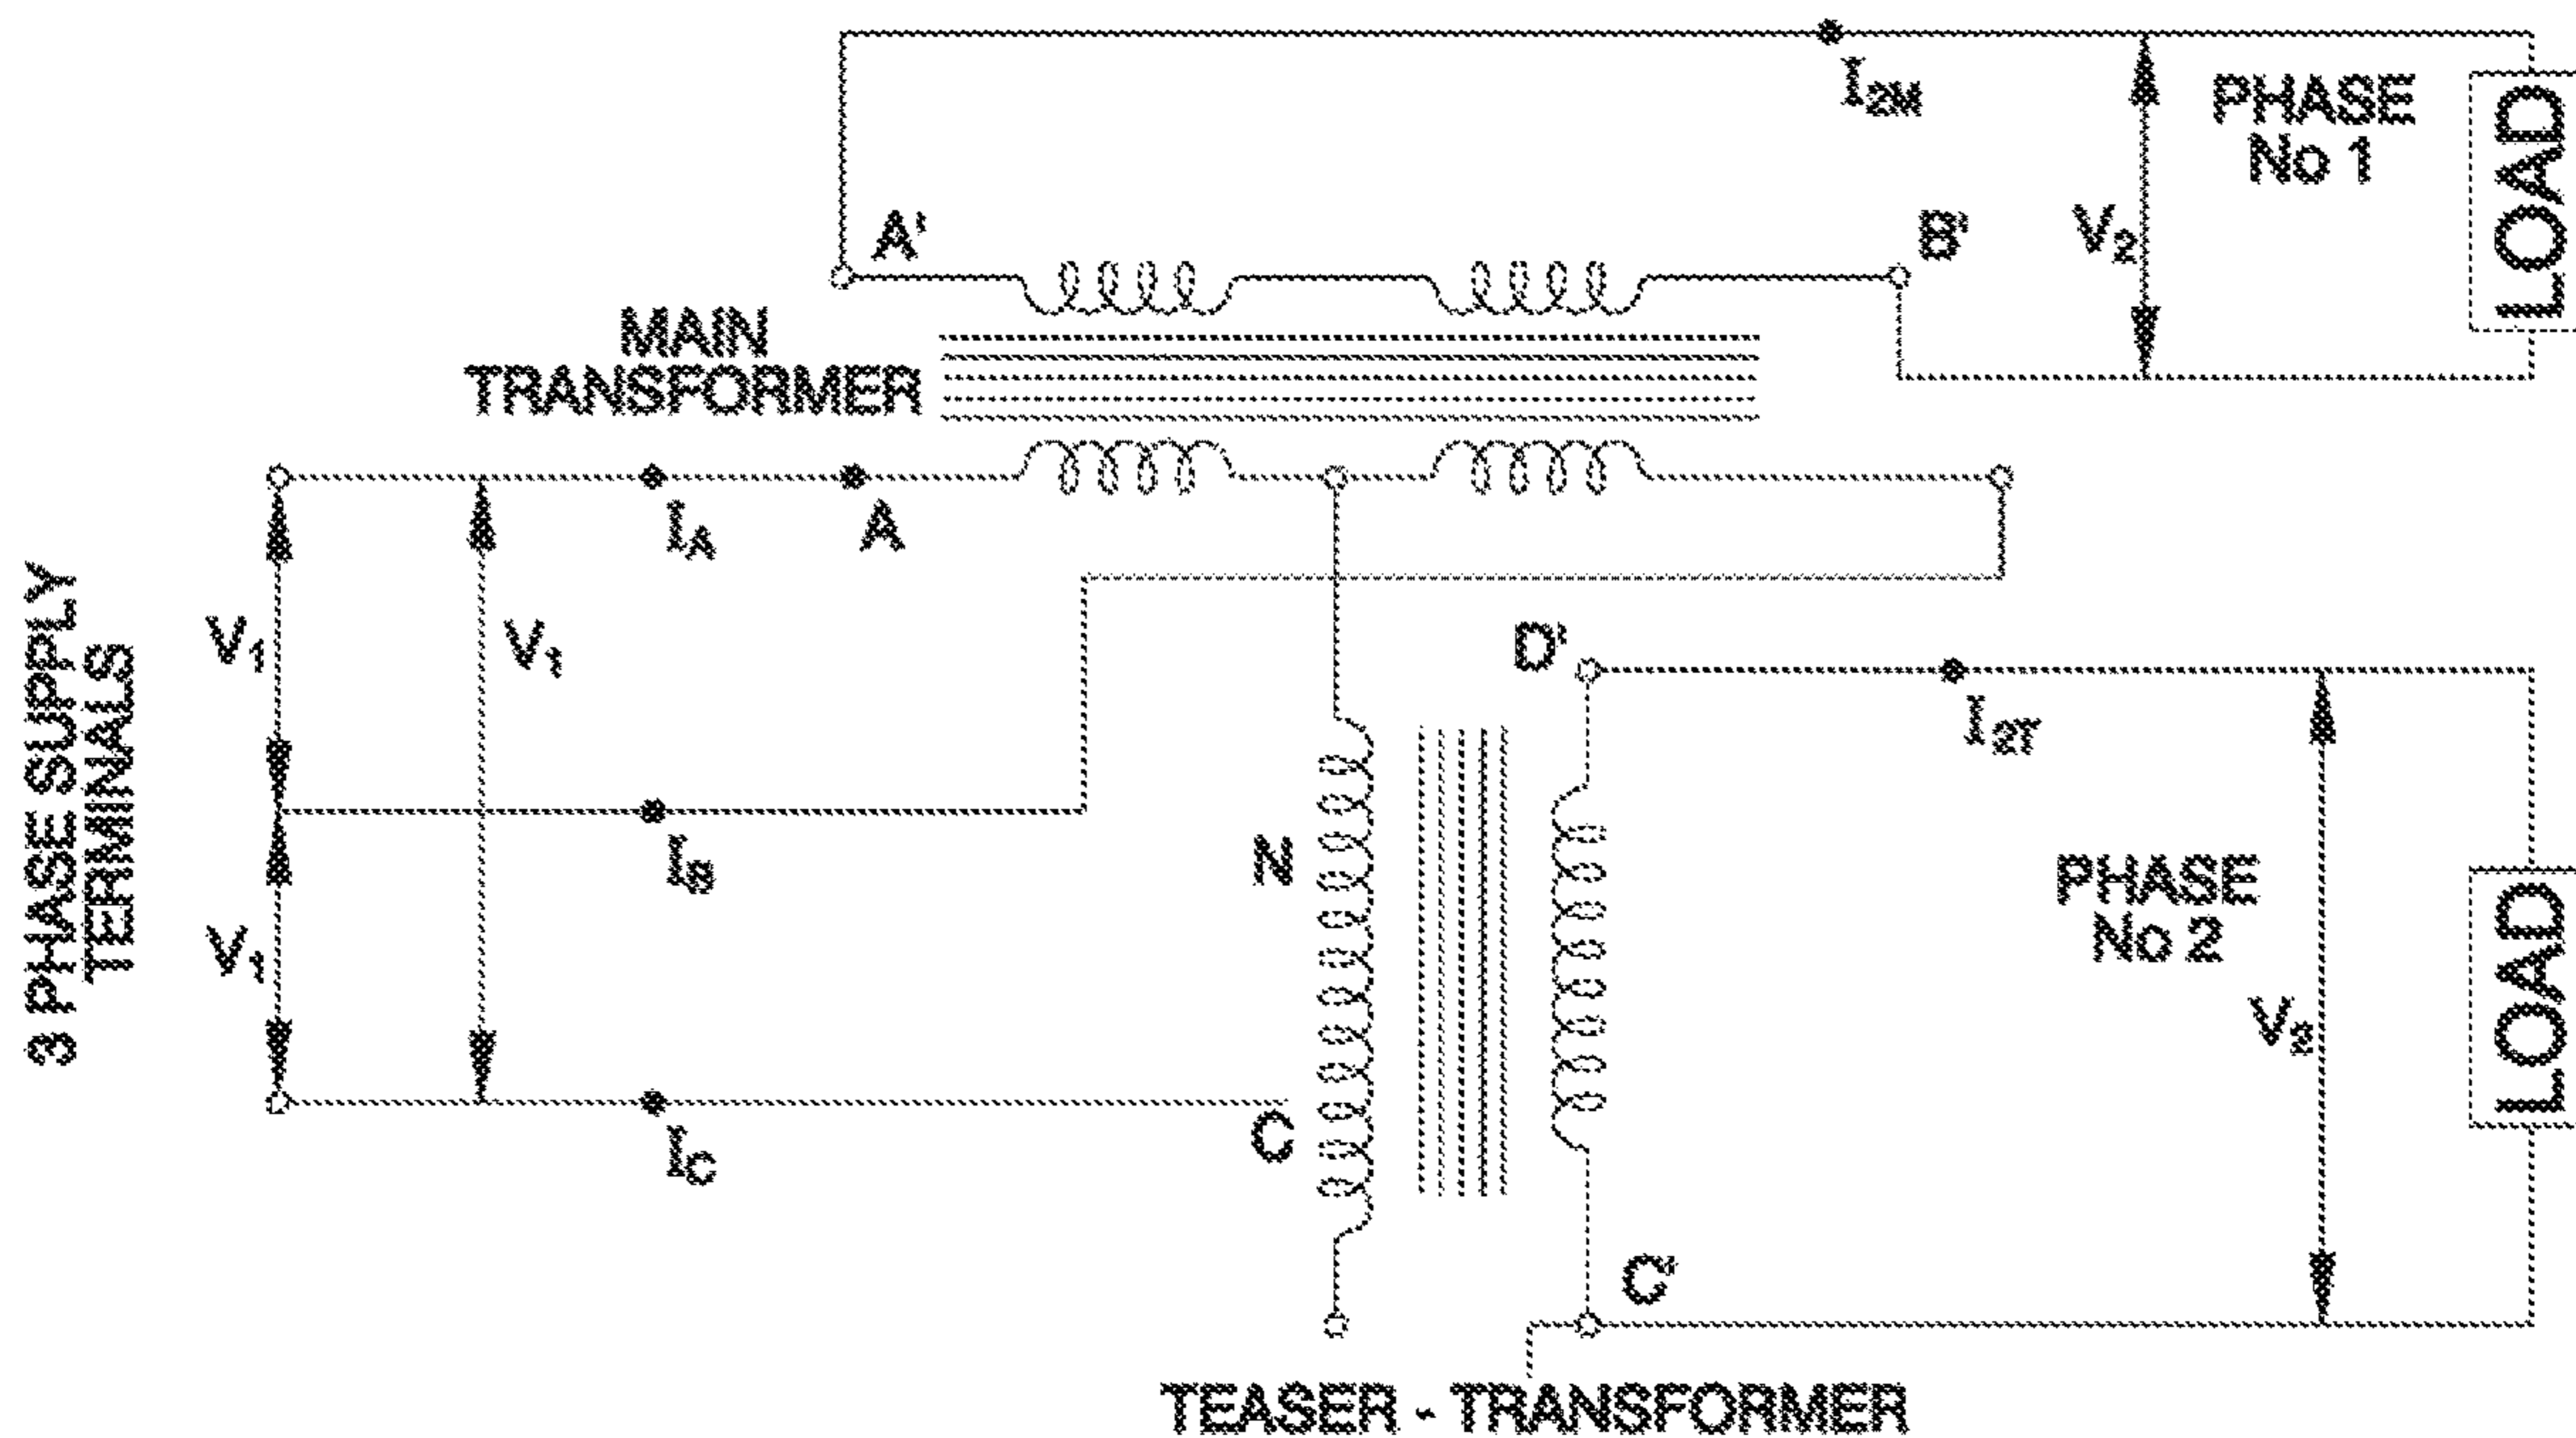 I2M
PHASE
No 1
LOAD
V2
A'
B'
MAIN
TRANSFORMER
IA
A
3 PHASE SUPPLY
TERMINALS
V1
V1
D'
I2T
IB
N
PHASE
No 2
LOAD
V1
V2
IC
C
C'
TEASER - TRANSFORMER